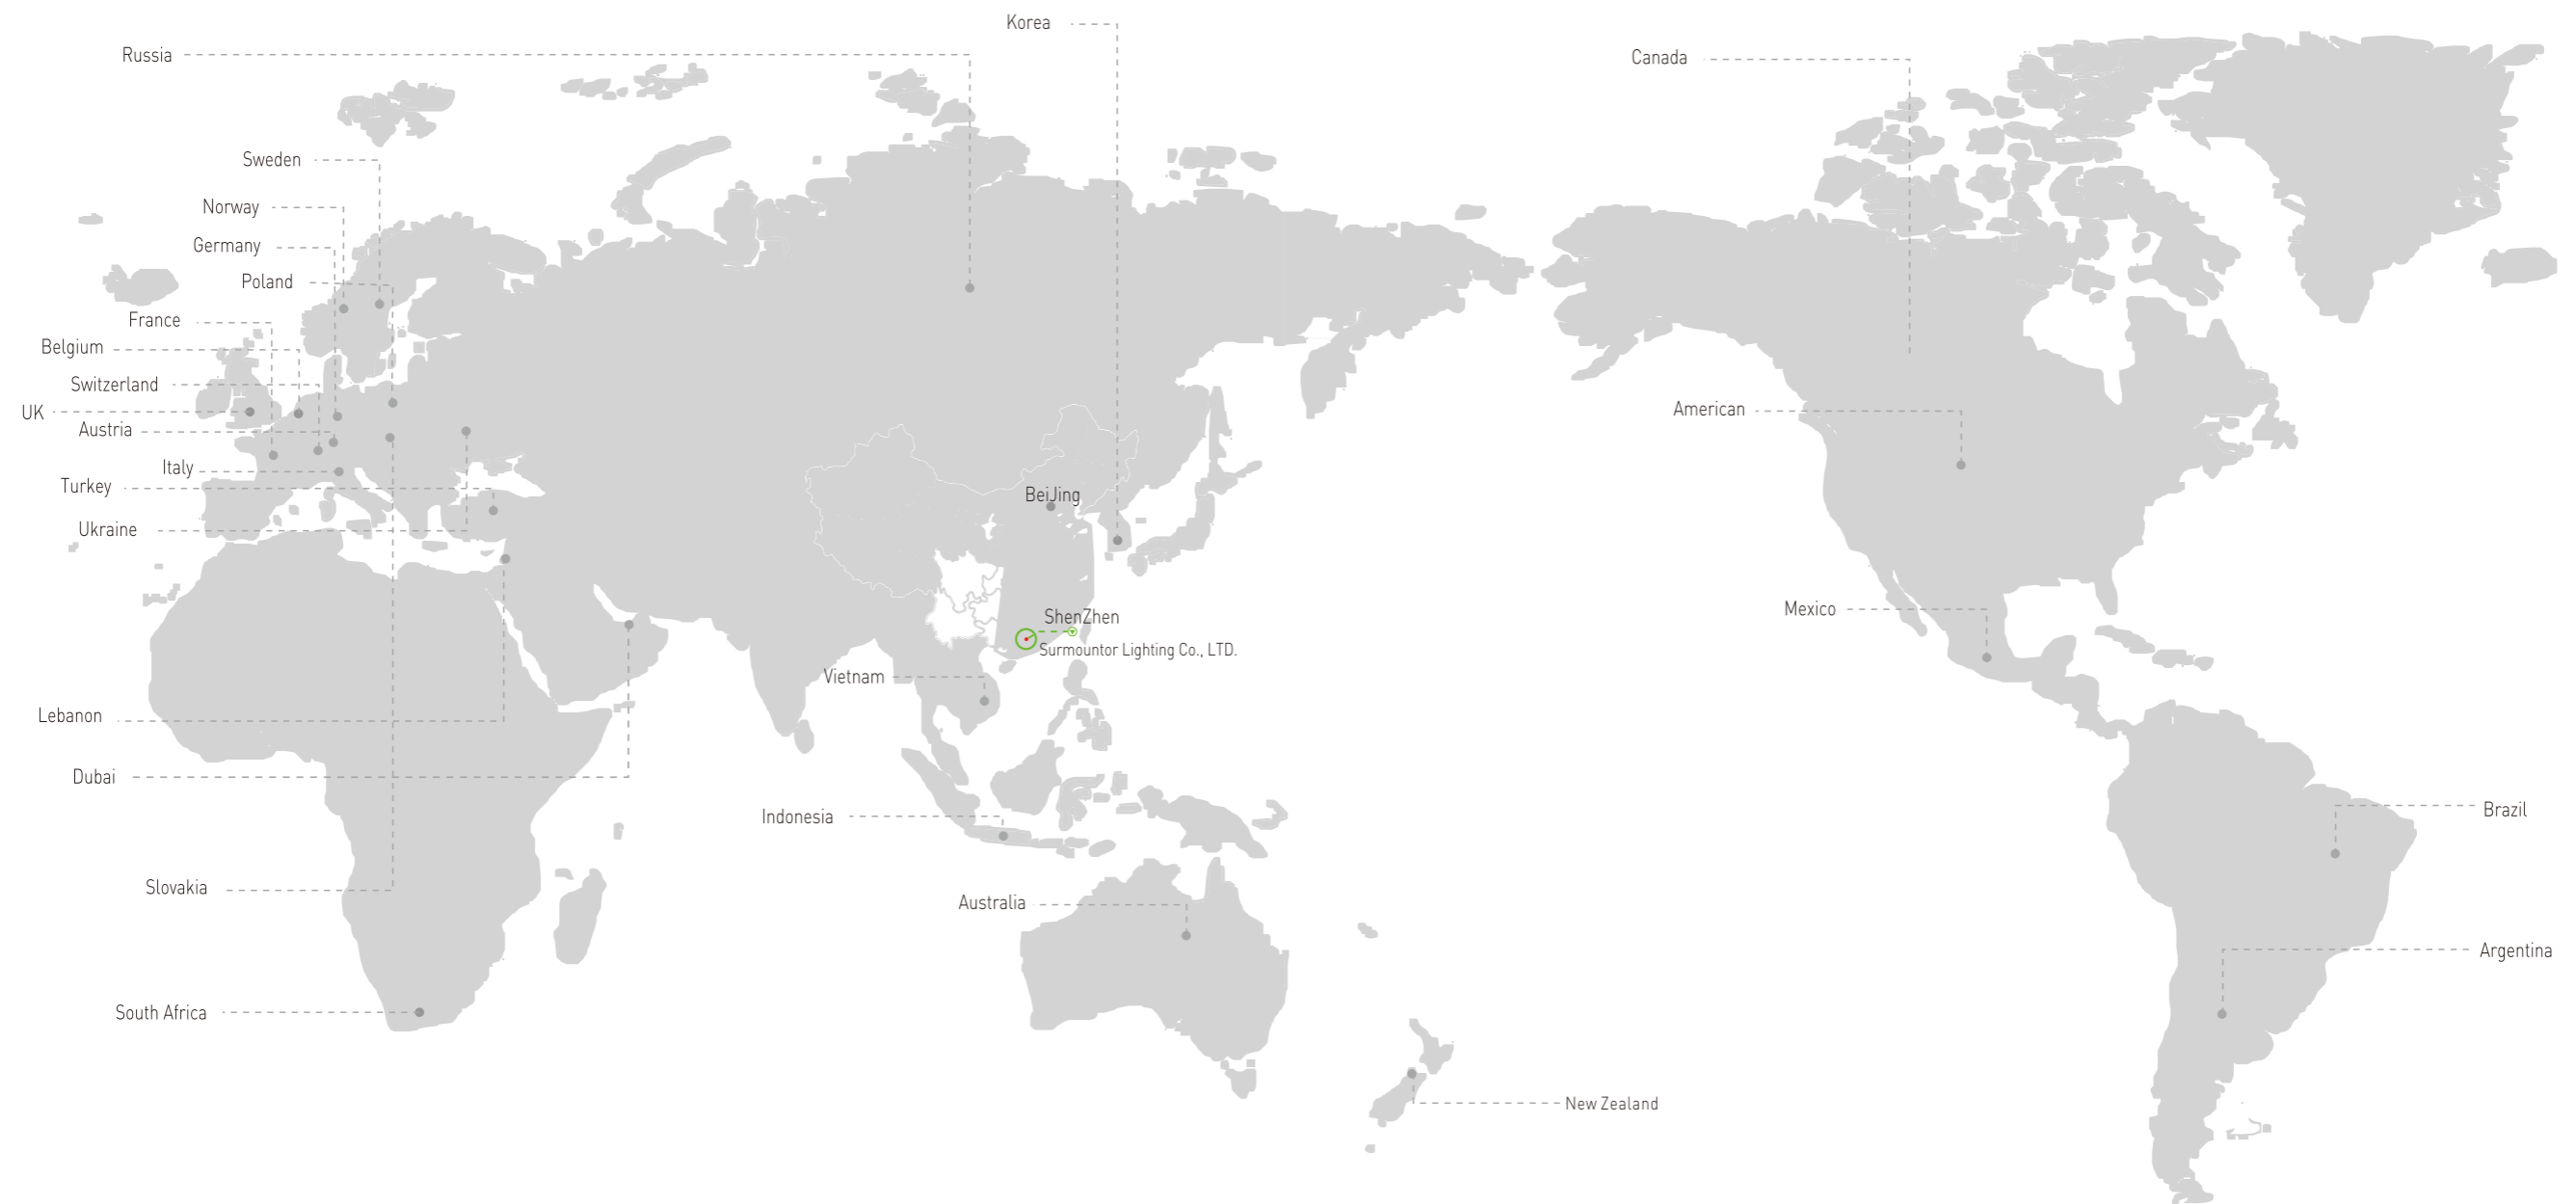 Korea
Russia
Canada
Sweden
Norway
Germany
Poland
France
Belgium
Switzerland
UK
American
Austria
Italy
Turkey
BeiJing
Ukraine
Mexico
ShenZhen
Surmountor Lighting Co., LTD.
Vietnam
Lebanon
Dubai
Indonesia
Brazil
Slovakia
Australia
Argentina
South Africa
New Zealand